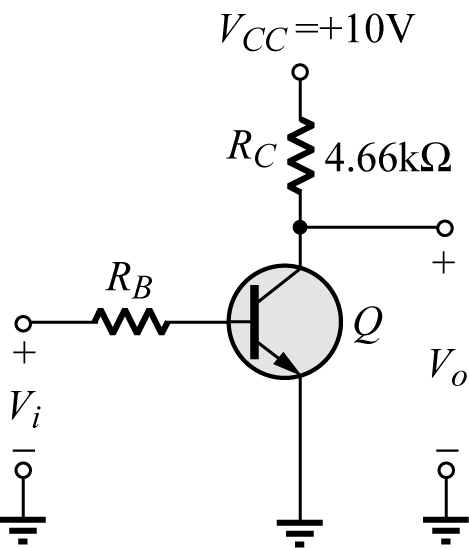 V_CC=+10V
R_C 4.66kΩ
R_B
+
Q
+
V_i
V_o
−
−